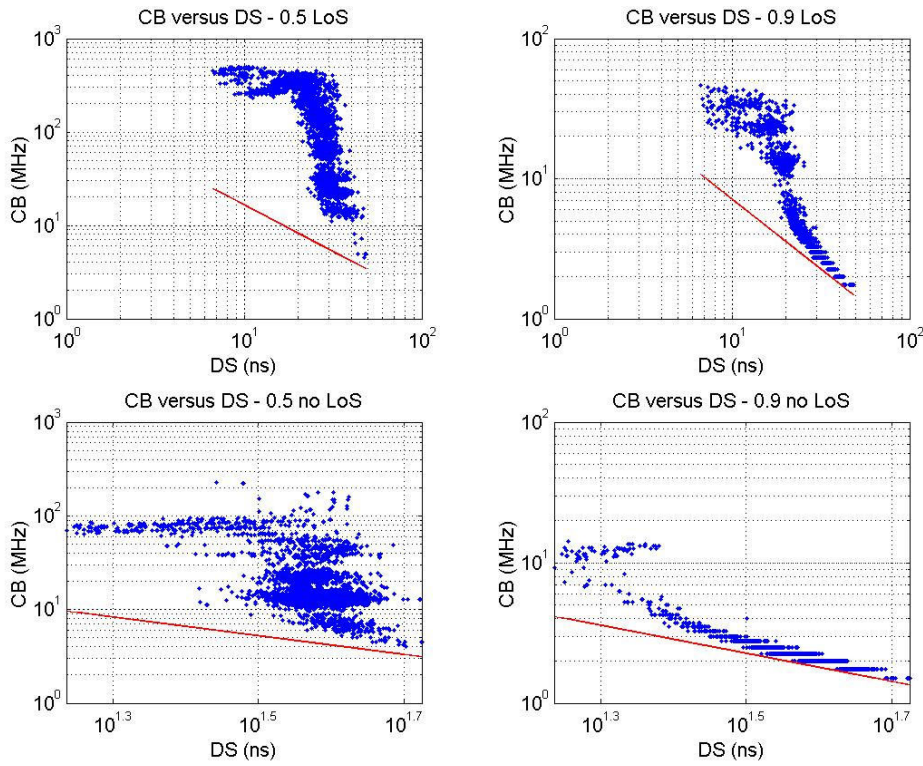 CB versus DS - 0.5 LoS
CB (MHz)
10^3
10^2
10^1
10^0
10^0
10^1
10^2
DS (ns)
CB versus DS - 0.9 LoS
CB (MHz)
10^2
10^1
10^0
10^0
10^1
10^2
DS (ns)
CB versus DS - 0.5 no LoS
CB (MHz)
10^3
10^2
10^1
10^0
10^1.3
10^1.5
10^1.7
DS (ns)
CB versus DS - 0.9 no LoS
CB (MHz)
10^2
10^1
10^0
10^1.3
10^1.5
10^1.7
DS (ns)